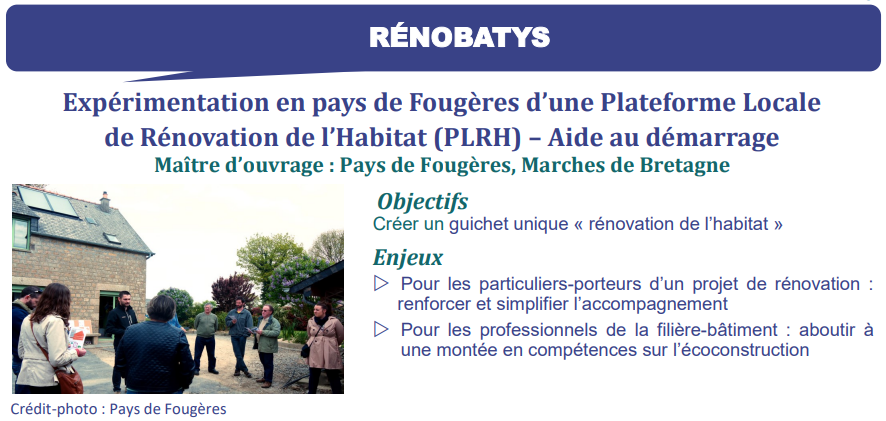 RÉNOBATYS
Expérimentation en pays de Fougères d’une Plateforme Locale
de Rénovation de l’Habitat (PLRH) – Aide au démarrage
Maître d’ouvrage : Pays de Fougères, Marches de Bretagne
Objectifs
Créer un guichet unique « rénovation de l’habitat »
Enjeux
Pour les particuliers-porteurs d’un projet de rénovation :
renforcer et simplifier l’accompagnement
Pour les professionnels de la filière-bâtiment : aboutir à
une montée en compétences sur l’écoconstruction
Crédit-photo : Pays de Fougères